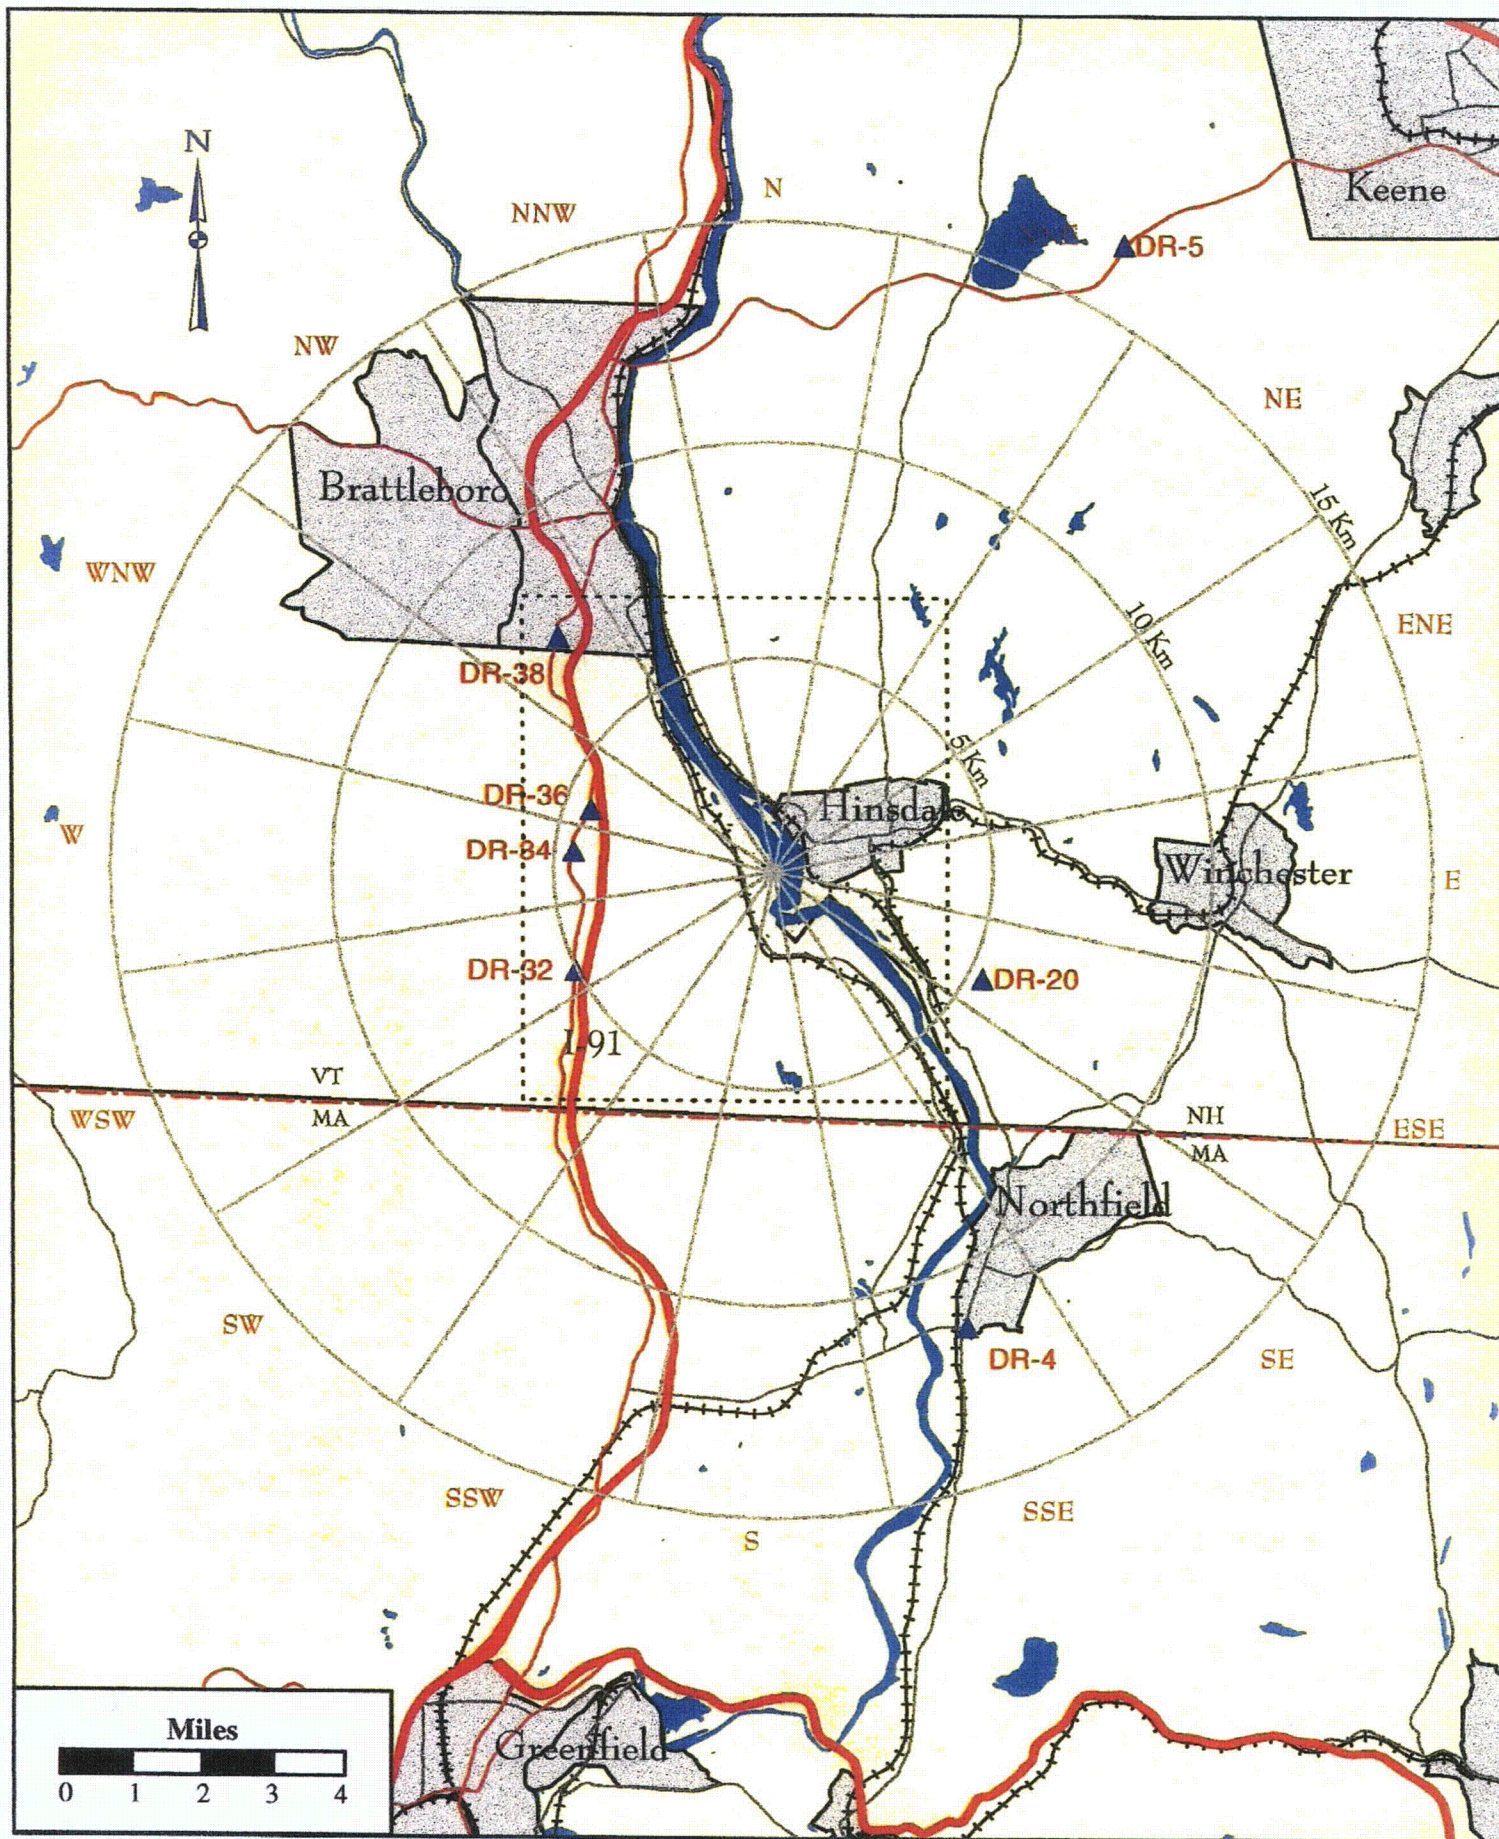 N
NNW
N
Keene
DR-5
NW
NE
Brattleboro
15 Km
WNW
10 Km
ENE
DR-38
5 Km
DR-36
Hinsdale
W
DR-34
Winchester
E
DR-32
DR-20
I-91
VT
MA
NH
MA
WSW
ESE
Northfield
SW
DR-4
SE
SSW
SSE
S
Greenfield
Miles
0 1 2 3 4